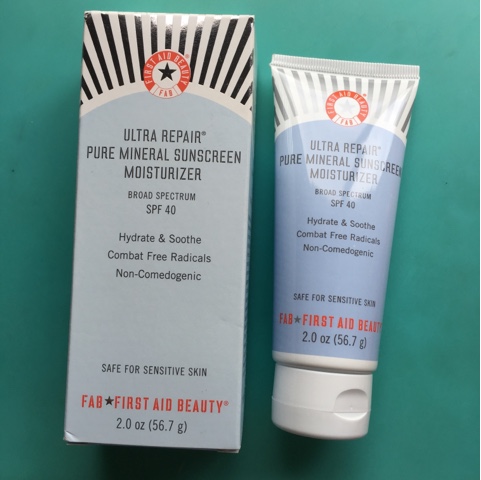 FIRST AID BEAUTY
FAB
ULTRA REPAIR®
PURE MINERAL SUNSCREEN
MOISTURIZER
BROAD SPECTRUM
SPF 40
Hydrate & Soothe
Combat Free Radicals
Non-Comedogenic
SAFE FOR SENSITIVE SKIN
FAB★FIRST AID BEAUTY®
2.0 oz (56.7 g)
FIRST AID BEAUTY
FAB
ULTRA REPAIR®
PURE MINERAL SUNSCREEN
MOISTURIZER
BROAD SPECTRUM
SPF 40
Hydrate & Soothe
Combat Free Radicals
Non-Comedogenic
SAFE FOR SENSITIVE SKIN
FAB★FIRST AID BEAUTY
2.0 oz (56.7 g)